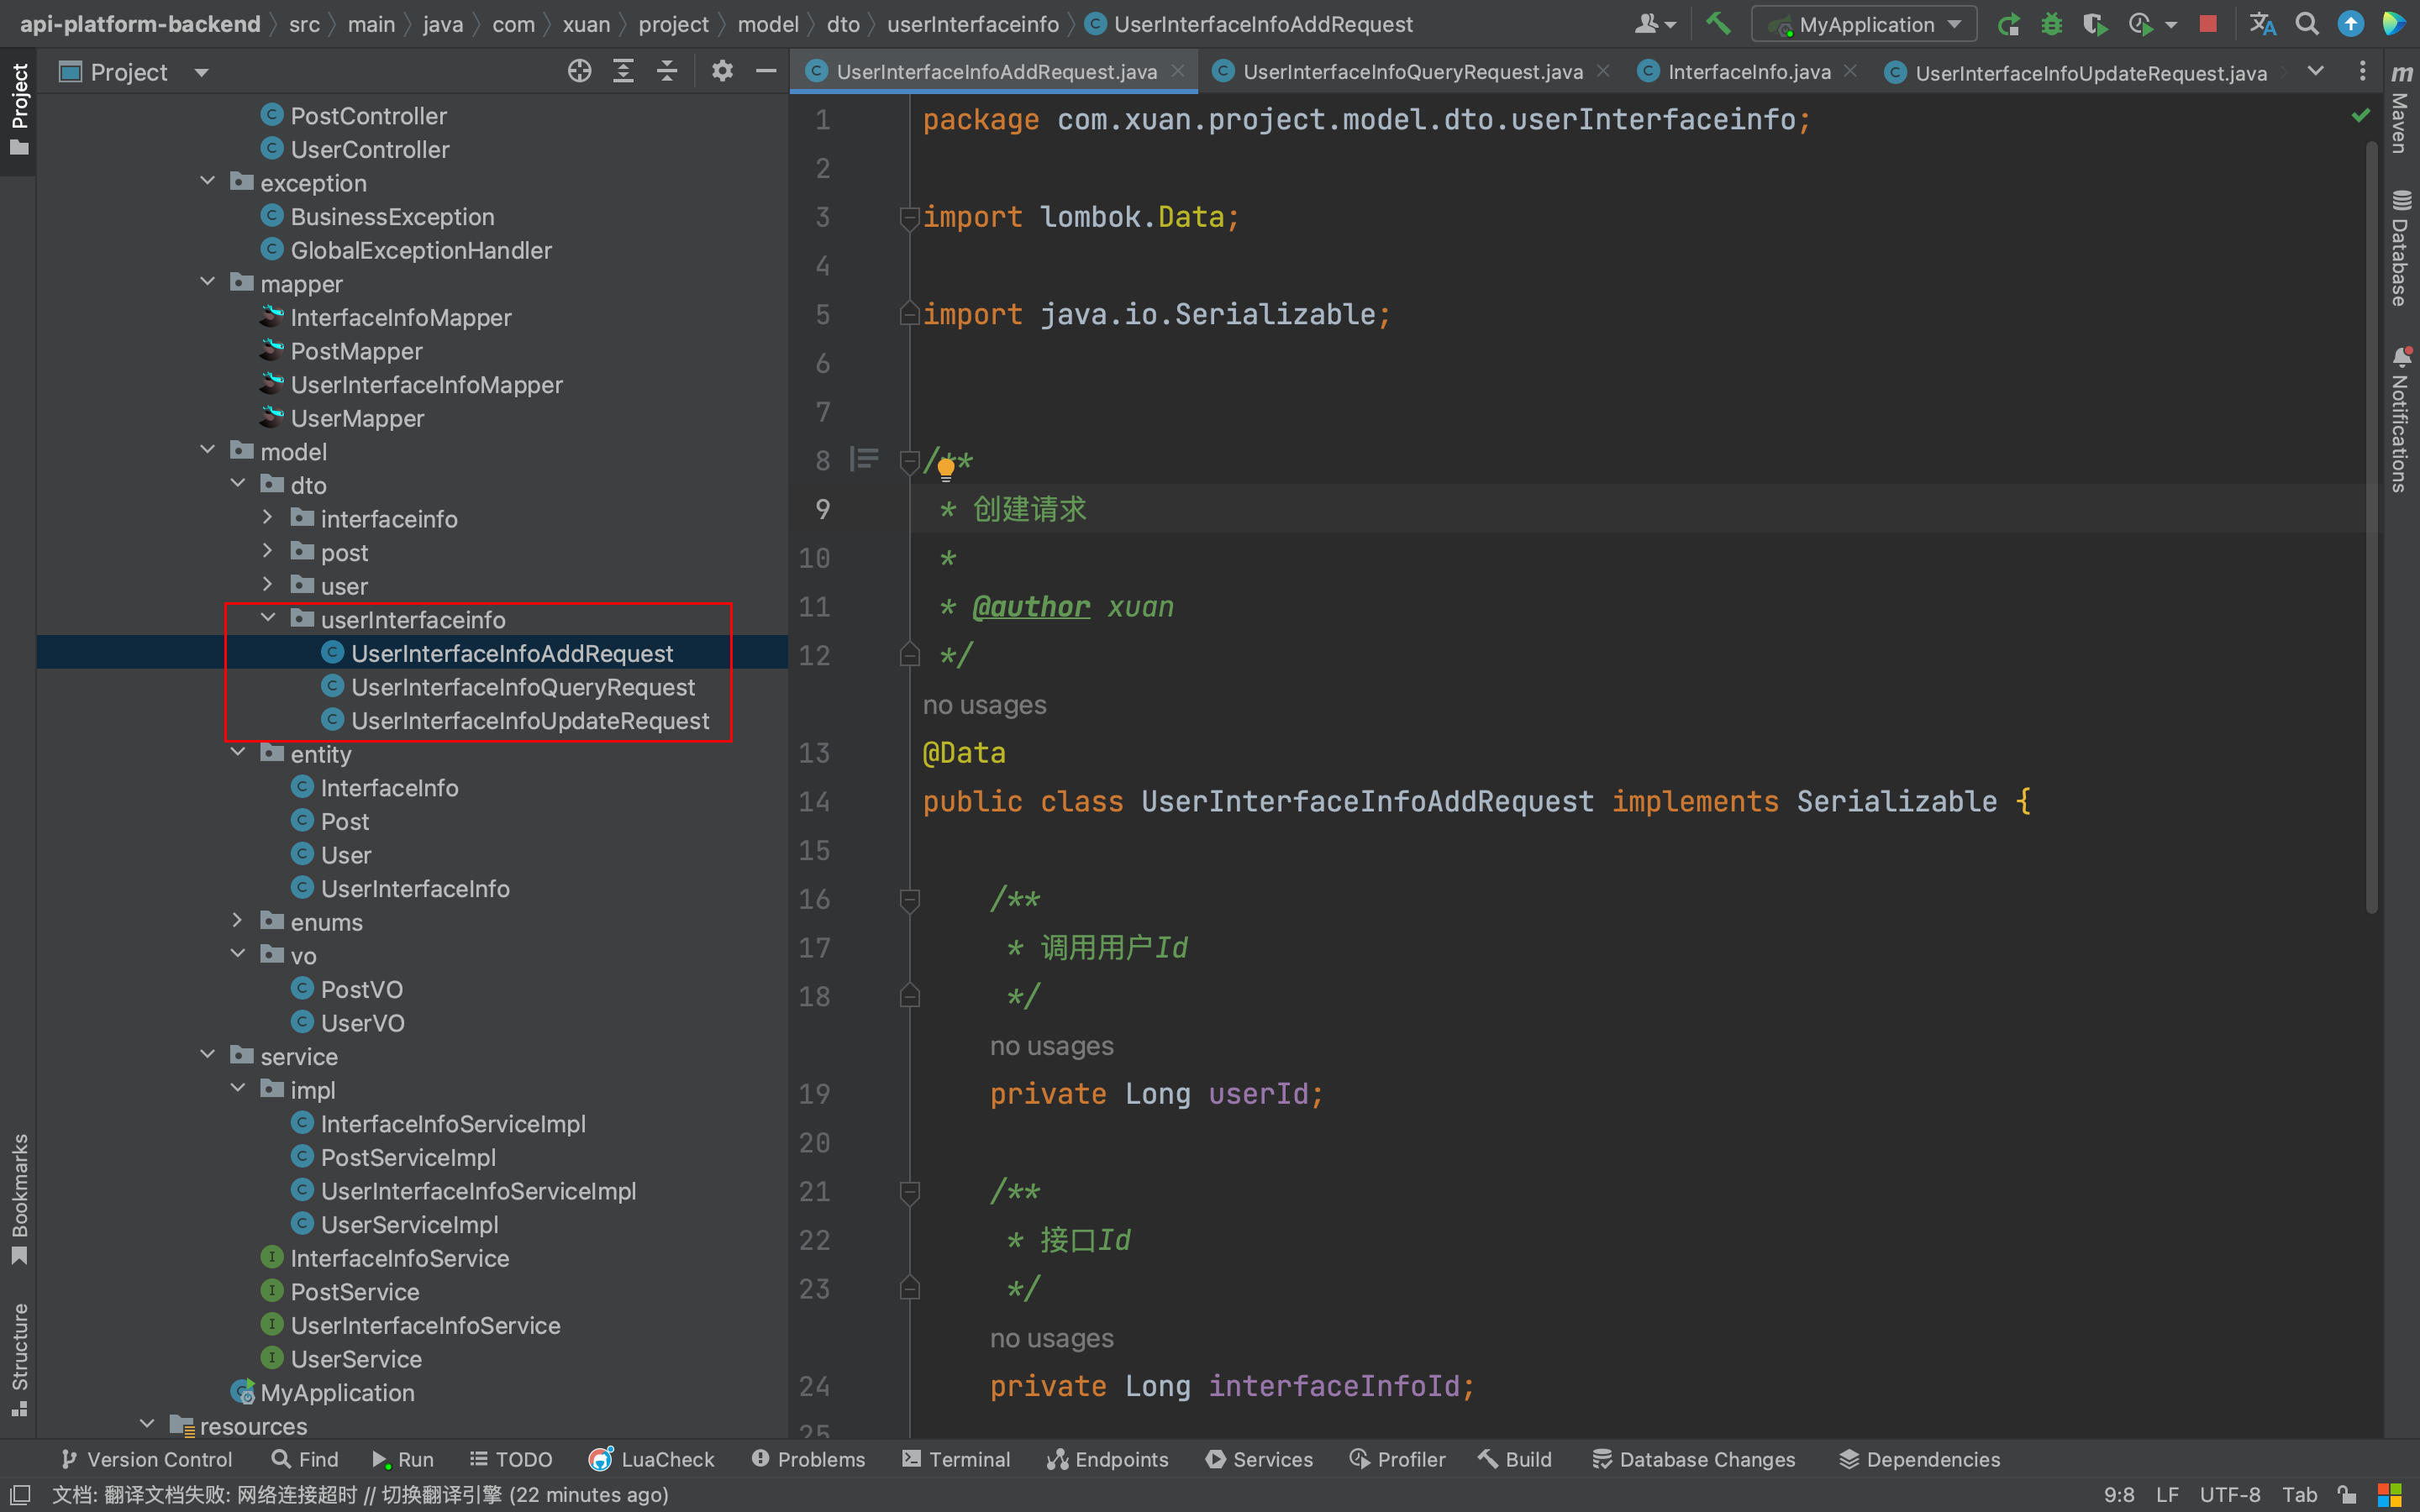 api-platform-backend src main java com xuan project model dto userInterfaceinfo UserInterfaceInfoAddRequest MyApplication
Project
PostController
UserController
exception
BusinessException
GlobalExceptionHandler
mapper
InterfaceInfoMapper
PostMapper
UserInterfaceInfoMapper
UserMapper
model
dto
interfaceinfo
post
user
userInterfaceinfo
UserInterfaceInfoAddRequest
UserInterfaceInfoQueryRequest
UserInterfaceInfoUpdateRequest
entity
InterfaceInfo
Post
User
UserInterfaceInfo
enums
vo
PostVO
UserVO
service
impl
InterfaceInfoServiceImpl
PostServiceImpl
UserInterfaceInfoServiceImpl
UserServiceImpl
InterfaceInfoService
PostService
UserInterfaceInfoService
UserService
MyApplication
resources
Project
Bookmarks
Structure
UserInterfaceInfoAddRequest.java UserInterfaceInfoQueryRequest.java InterfaceInfo.java UserInterfaceInfoUpdateRequest.java
1 package com.xuan.project.model.dto.userInterfaceinfo;
2
3 import lombok.Data;
4
5 import java.io.Serializable;
6
7
8 /**
9 * 创建请求
10 *
11 * @author xuan
12 */
no usages
13 @Data
14 public class UserInterfaceInfoAddRequest implements Serializable {
15
16 /**
17 * 调用用户Id
18 */
no usages
19 private Long userId;
20
21 /**
22 * 接口Id
23 */
no usages
24 private Long interfaceInfoId;
25
m Maven
Database
Notifications
Version Control Find Run TODO LuaCheck Problems Terminal Endpoints Services Profiler Build Database Changes Dependencies
文档: 翻译文档失败: 网络连接超时 // 切换翻译引擎 (22 minutes ago) 9:8 LF UTF-8 Tab